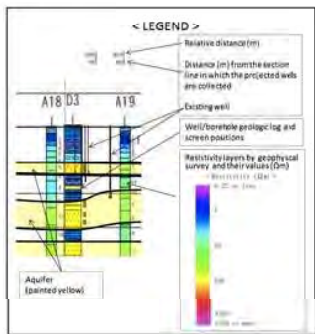 < LEGEND >
Relative distance(m)
Distance (m) from the section
line in which the projected wells
are collected
A18 D3 A19
Existing well
Well/borehole geologic log and
screen positions
Resistivity layers by geophysical
survey and their values (Ωm)
Aquifer
(painted yellow)